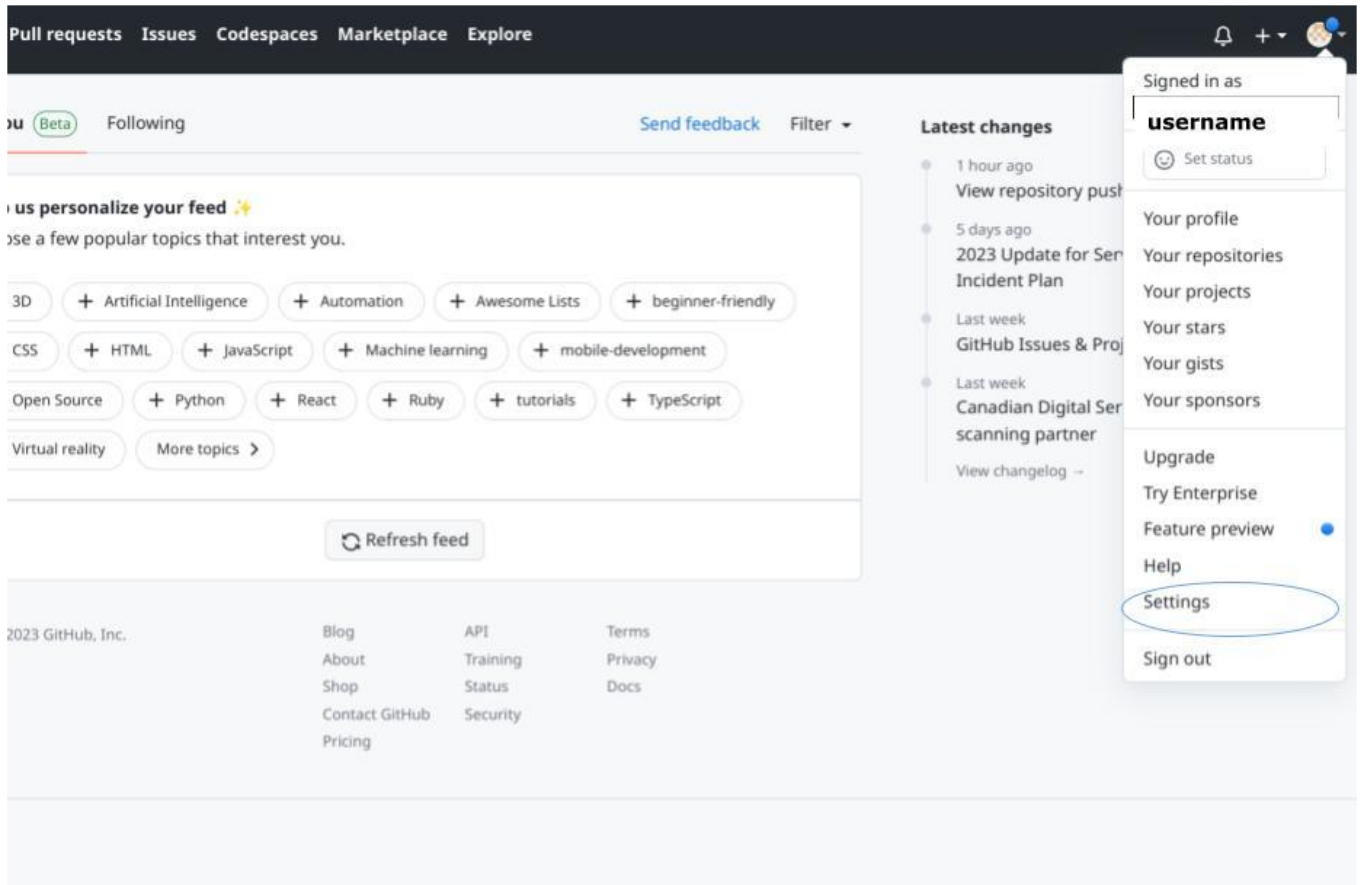 Pull requests Issues Codespaces Marketplace Explore
Signed in as
username
Set status
Your profile
Your repositories
Your projects
Your stars
Your gists
Your sponsors
Upgrade
Try Enterprise
Feature preview
Help
Settings
Sign out
Beta Following Send feedback Filter
us personalize your feed ✨
a few popular topics that interest you.
3D + Artificial Intelligence + Automation + Awesome Lists + beginner-friendly
CSS + HTML + JavaScript + Machine learning + mobile-development
Open Source + Python + React + Ruby + tutorials + TypeScript
Virtual reality More topics >
Refresh feed
Latest changes
1 hour ago
View repository push
5 days ago
2023 Update for Ser
Incident Plan
Last week
GitHub Issues & Proj
Last week
Canadian Digital Ser
scanning partner
View changelog →
2023 GitHub, Inc.
Blog
About
Shop
Contact GitHub
Pricing
API
Training
Status
Security
Terms
Privacy
Docs